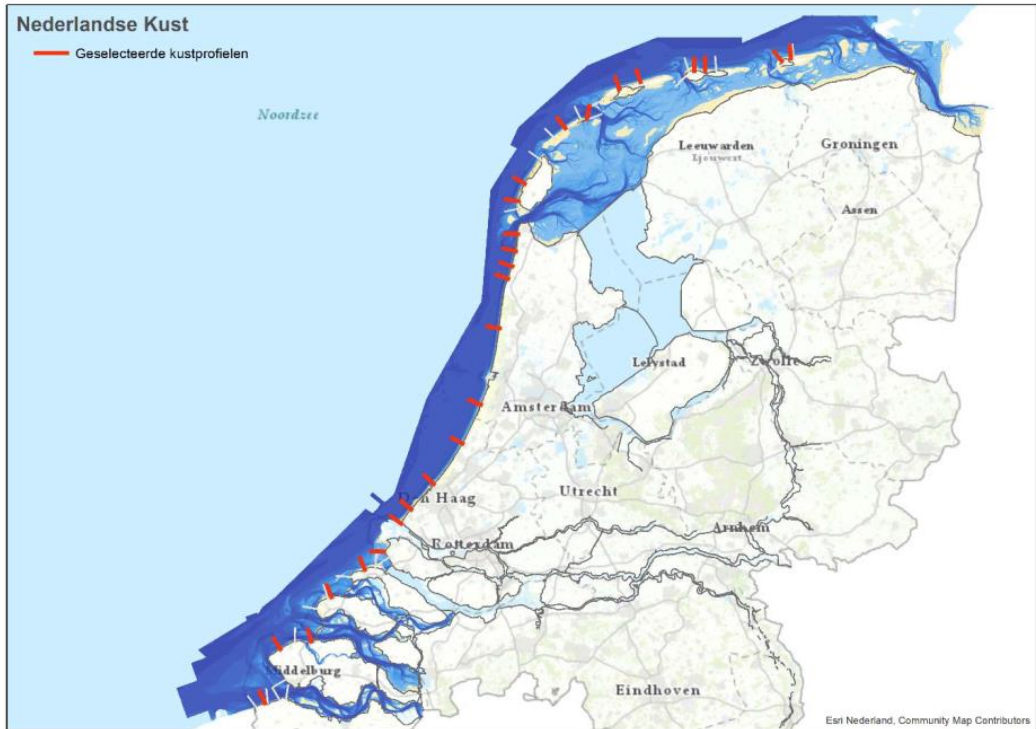 Nederlandse Kust
Geselecteerde kustprofielen
Noordzee
Leeuwarden
Ljouwert
Groningen
Assen
Lelystad
Zwolle
Amsterdam
Den Haag
Utrecht
Arnhem
Rotterdam
Middelburg
Eindhoven
Esri Nederland, Community Map Contributors